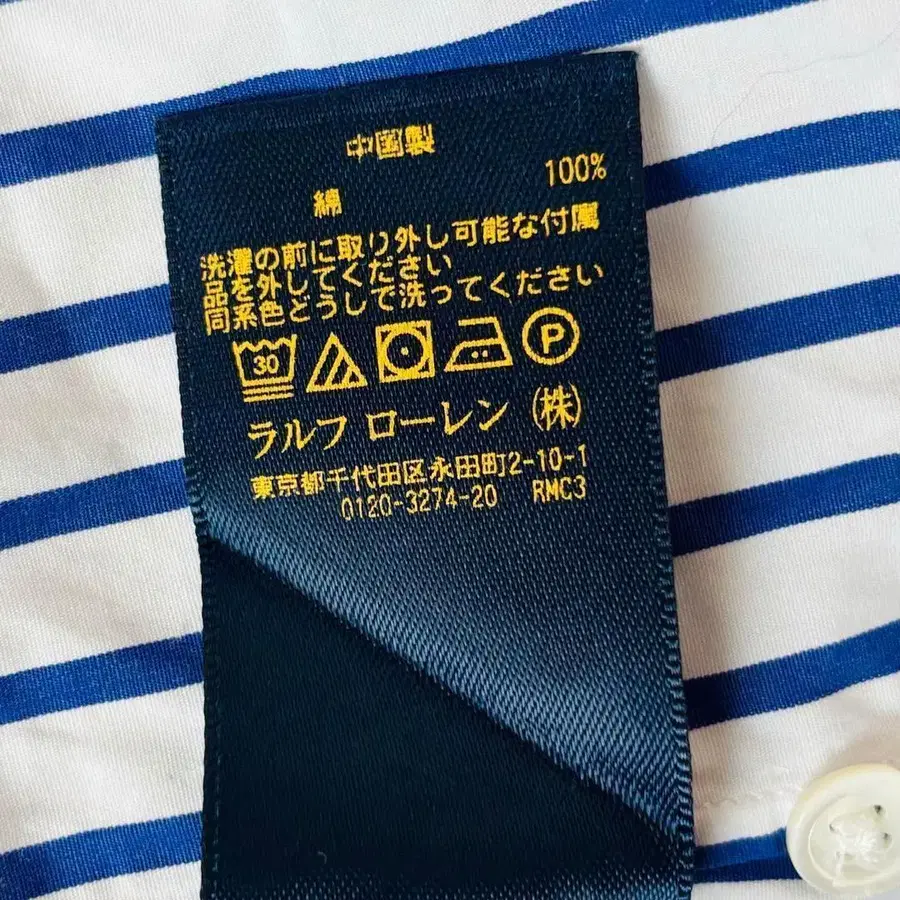 中國製
綿 100%
洗濯の前に取り外し可能な付属
品を外してください
同系色どうしで洗ってください
30 P
ラルフ ローレン (株)
東京都千代田区永田町2-10-1
0120-3274-20 RMC3